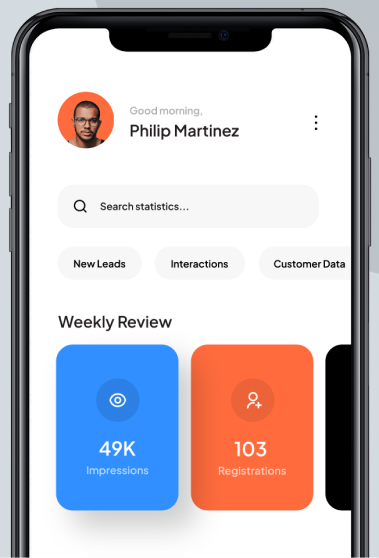 Good morning,
Philip Martinez
Search statistics...
New Leads
Interactions
Customer Data
Weekly Review
49K
Impressions
103
Registrations